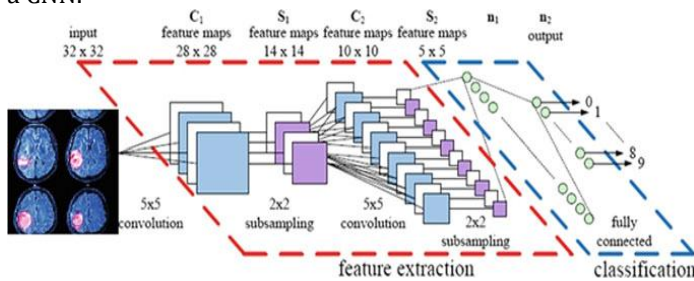 a CNN.
C₁ S₁ C₂ S₂ n₁ n₂
input feature maps feature maps feature maps feature maps output
32 x 32 28 x 28 14 x 14 10 x 10 5 x 5
0
1
8
9
5x5 2x2 5x5 2x2 fully
convolution subsampling convolution subsampling connected
feature extraction classification